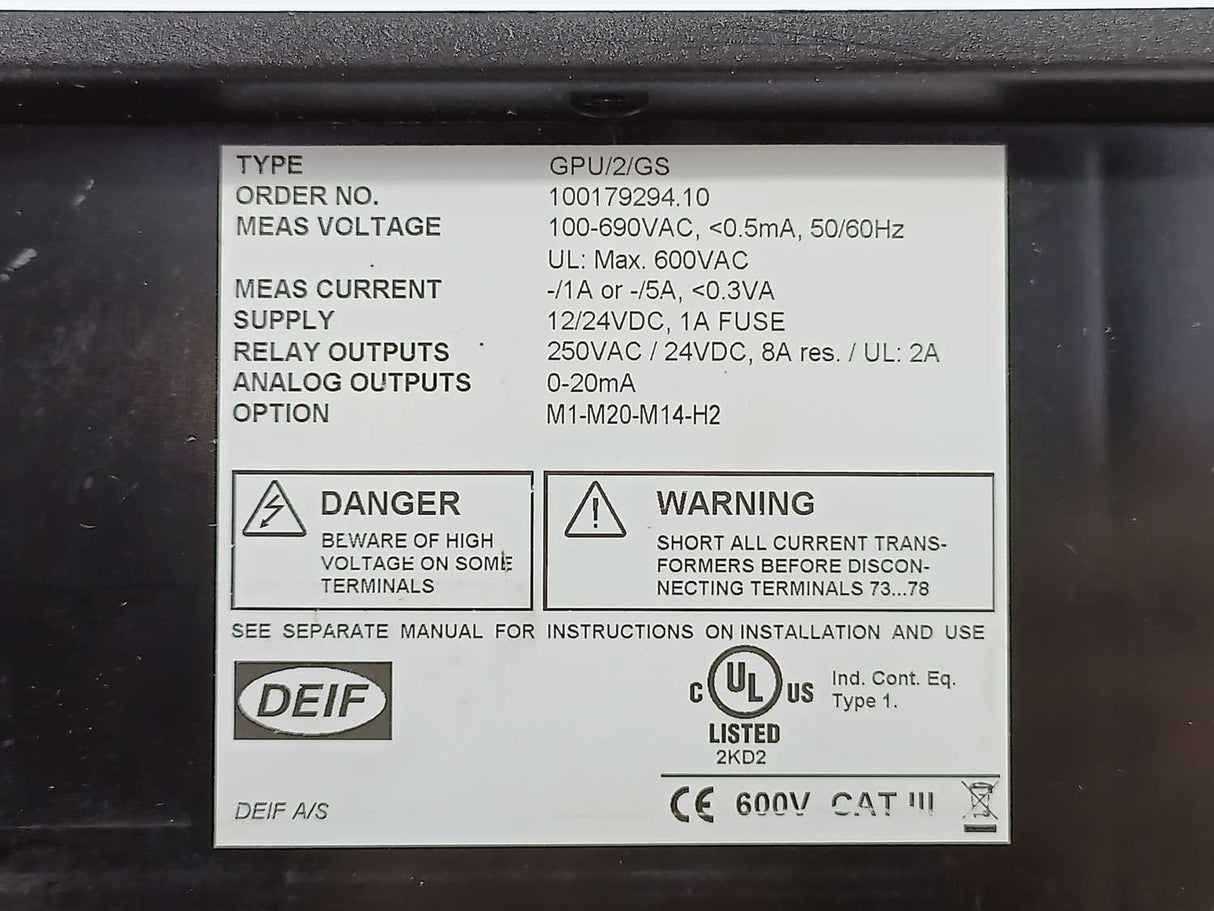 TYPE GPU/2/GS
ORDER NO. 100179294.10
MEAS VOLTAGE 100-690VAC, <0.5mA, 50/60Hz
UL: Max. 600VAC
MEAS CURRENT -/1A or -/5A, <0.3VA
SUPPLY 12/24VDC, 1A FUSE
RELAY OUTPUTS 250VAC / 24VDC, 8A res. / UL: 2A
ANALOG OUTPUTS 0-20mA
OPTION M1-M20-M14-H2
DANGER
BEWARE OF HIGH
VOLTAGE ON SOME
TERMINALS
WARNING
SHORT ALL CURRENT TRANS-
FORMERS BEFORE DISCON-
NECTING TERMINALS 73...78
SEE SEPARATE MANUAL FOR INSTRUCTIONS ON INSTALLATION AND USE
DEIF
C UL US
LISTED
2KD2
Ind. Cont. Eq.
Type 1.
DEIF A/S
CE 600V CAT III